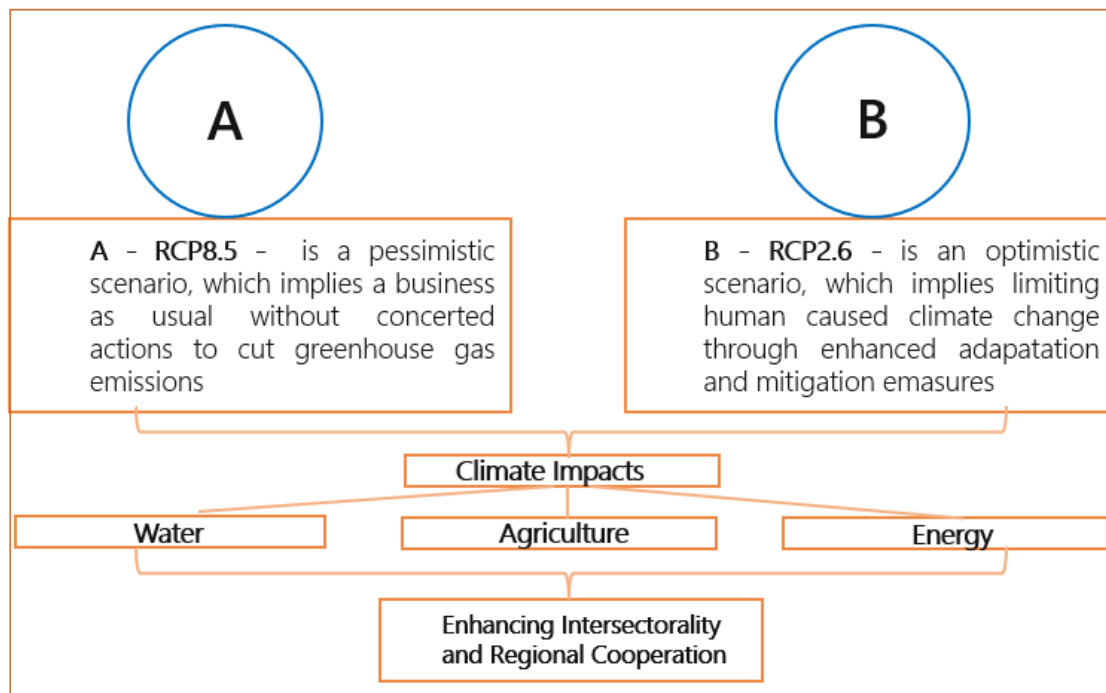 A
B
A - RCP8.5 - is a pessimistic
scenario, which implies a business
as usual without concerted
actions to cut greenhouse gas
emissions
B - RCP2.6 - is an optimistic
scenario, which implies limiting
human caused climate change
through enhanced adapatation
and mitigation emasures
Climate Impacts
Water
Agriculture
Energy
Enhancing Intersectorality
and Regional Cooperation